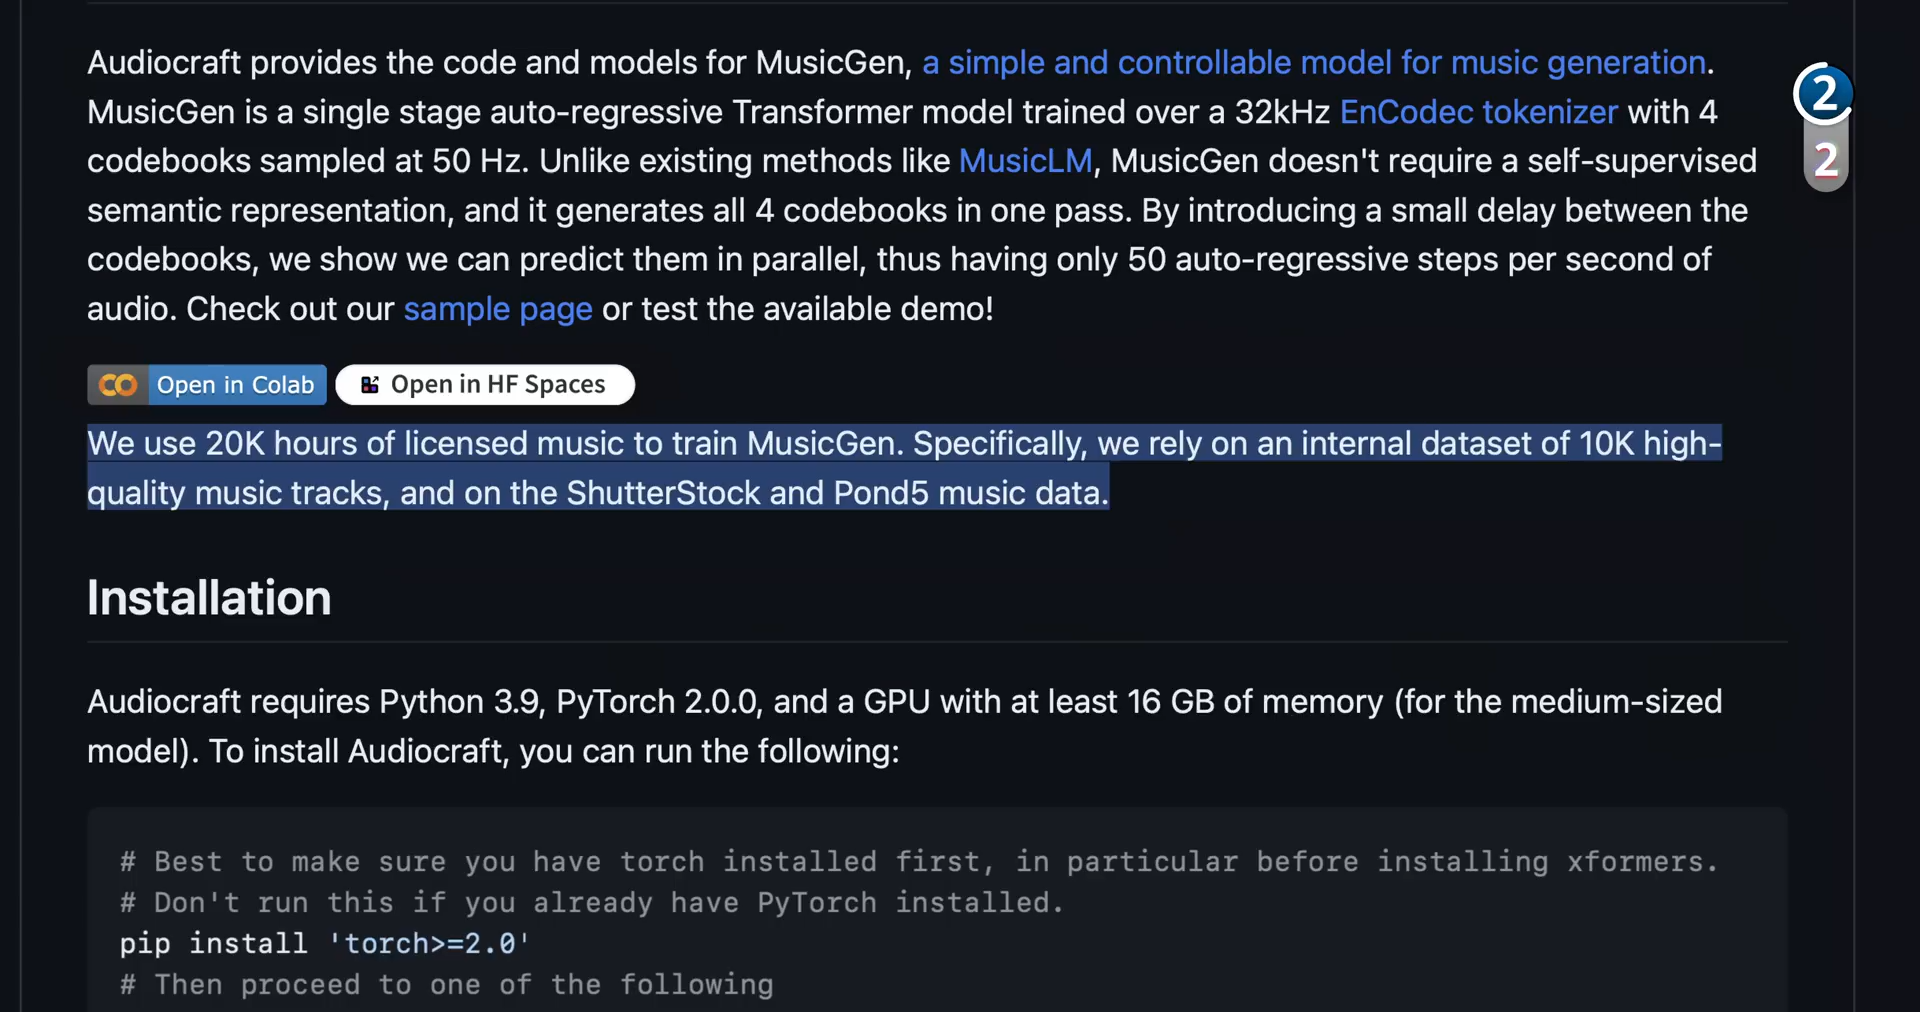 Audiocraft provides the code and models for MusicGen, a simple and controllable model for music generation.
MusicGen is a single stage auto-regressive Transformer model trained over a 32kHz EnCodec tokenizer with 4
codebooks sampled at 50 Hz. Unlike existing methods like MusicLM, MusicGen doesn't require a self-supervised
semantic representation, and it generates all 4 codebooks in one pass. By introducing a small delay between the
codebooks, we show we can predict them in parallel, thus having only 50 auto-regressive steps per second of
audio. Check out our sample page or test the available demo!
2
2
Open in Colab Open in HF Spaces
We use 20K hours of licensed music to train MusicGen. Specifically, we rely on an internal dataset of 10K high-
quality music tracks, and on the ShutterStock and Pond5 music data.
Installation
Audiocraft requires Python 3.9, PyTorch 2.0.0, and a GPU with at least 16 GB of memory (for the medium-sized
model). To install Audiocraft, you can run the following:
# Best to make sure you have torch installed first, in particular before installing xformers.
# Don't run this if you already have PyTorch installed.
pip install 'torch>=2.0'
# Then proceed to one of the following